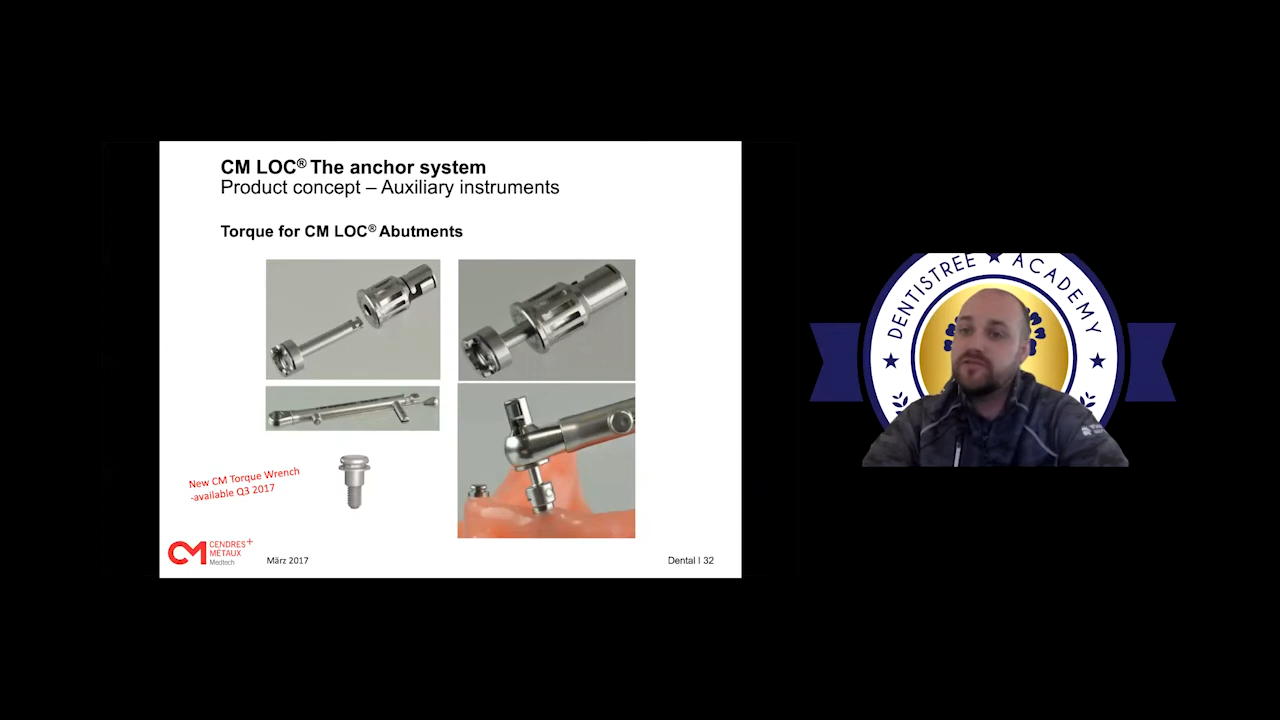 CM LOC® The anchor system
Product concept – Auxiliary instruments
Torque for CM LOC® Abutments
New CM Torque Wrench
-available Q3 2017
CENDRES+
MÉTAUX
Medtech
März 2017
Dental I 32
DENTISTREE ★ ACADEMY